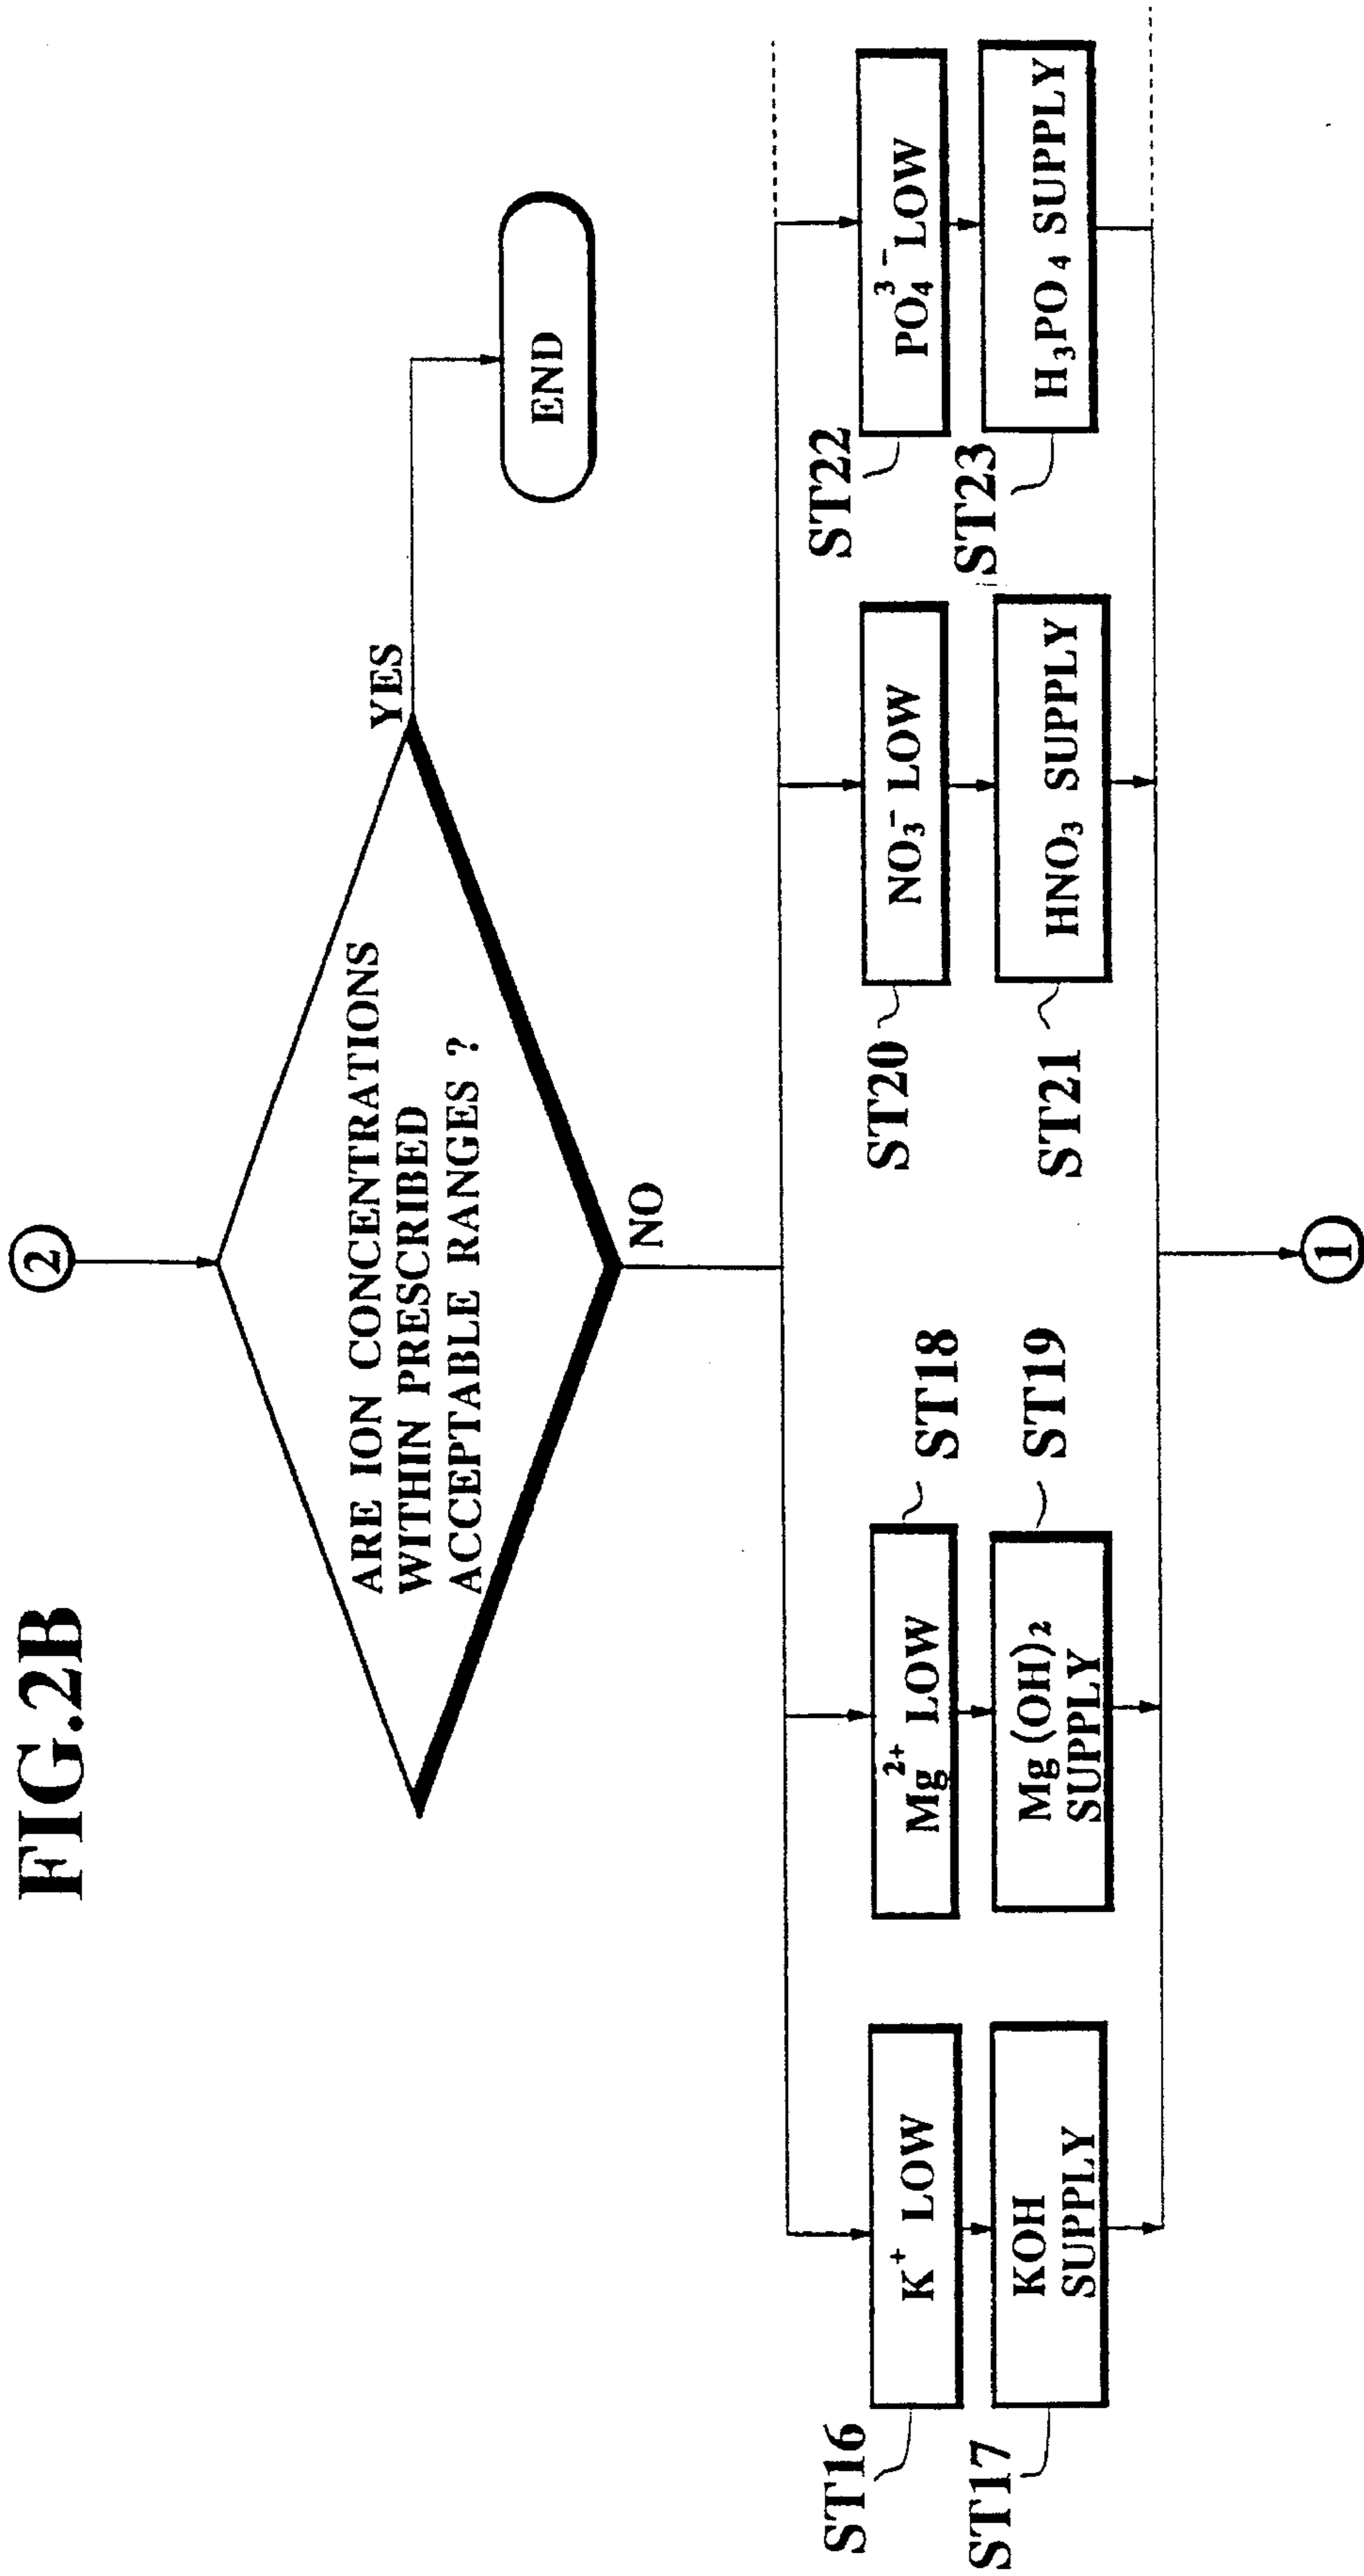 FIG.2B
②
ARE ION CONCENTRATIONS
WITHIN PRESCRIBED
ACCEPTABLE RANGES ?
YES
END
NO
ST16
K⁺ LOW
ST17
KOH
SUPPLY
Mg²⁺ LOW
ST18
Mg(OH)₂
SUPPLY
ST19
ST20
NO₃⁻ LOW
ST21
HNO₃ SUPPLY
ST22
PO₄³⁻ LOW
ST23
H₃PO₄ SUPPLY
①